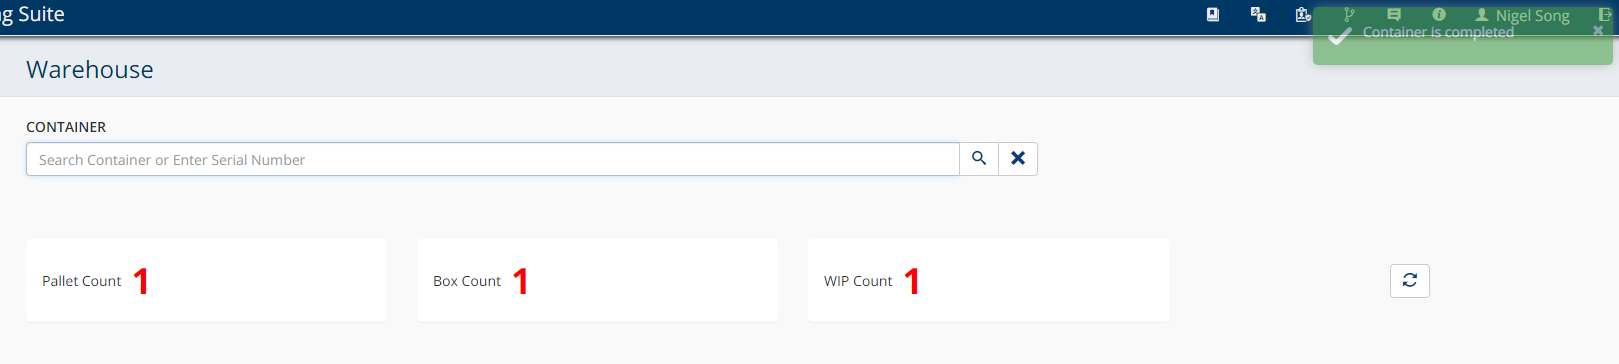 g Suite
Nigel Song
Container is completed
Warehouse
CONTAINER
Search Container or Enter Serial Number
Pallet Count 1
Box Count 1
WIP Count 1